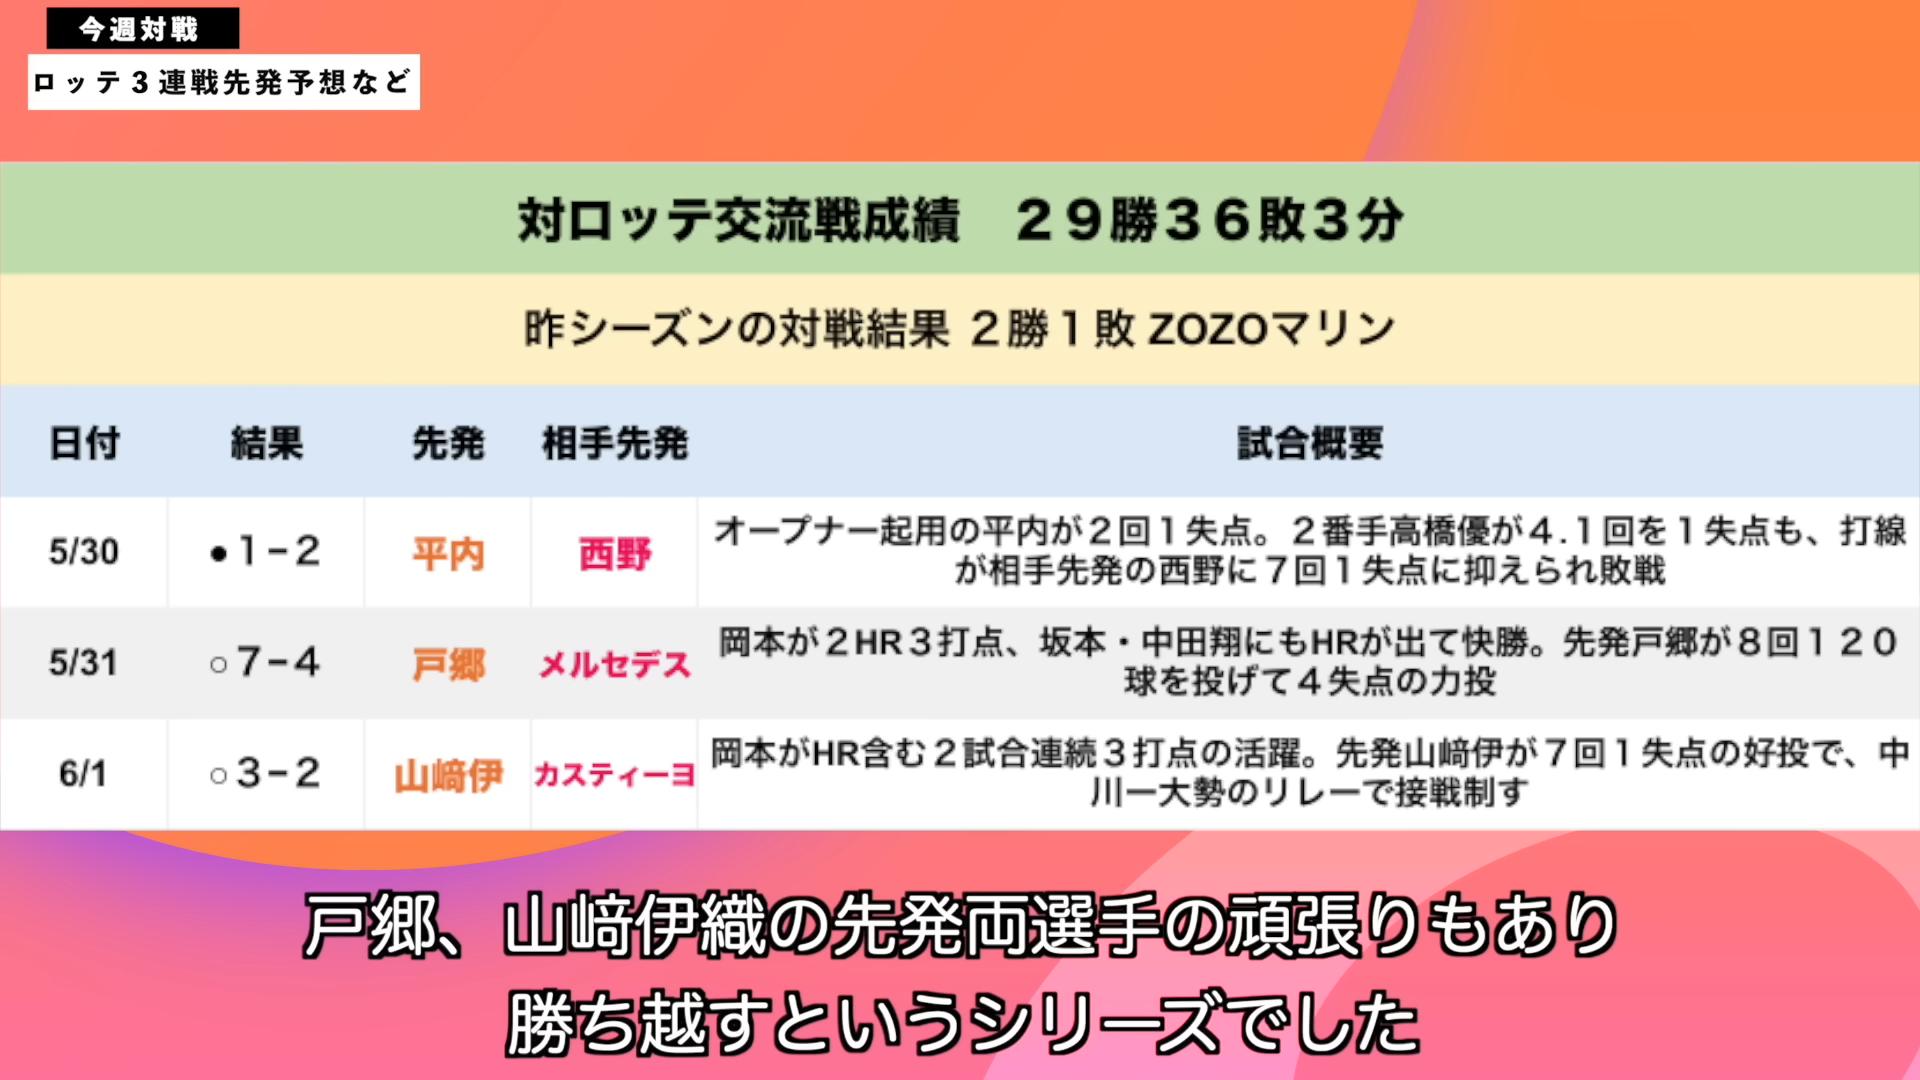 今週対戦
ロッテ３連戦先発予想など
対ロッテ交流戦成績　２９勝３６敗３分
昨シーズンの対戦結果 ２勝１敗 ZOZOマリン
日付 結果 先発 相手先発 試合概要
5/30 ●１−２ 平内 西野 オープナー起用の平内が２回１失点。２番手高橋優が４.１回を１失点も、打線
が相手先発の西野に７回１失点に抑えられ敗戦
5/31 ○７−４ 戸郷 メルセデス 岡本が２HR３打点、坂本・中田翔にもHRが出て快勝。先発戸郷が８回１２０
球を投げて４失点の力投
6/1 ○３−２ 山﨑伊 カスティーヨ 岡本がHR含む２試合連続３打点の活躍。先発山﨑伊が７回１失点の好投で、中
川ー大勢のリレーで接戦制す
戸郷、山﨑伊織の先発両選手の頑張りもあり
勝ち越すというシリーズでした